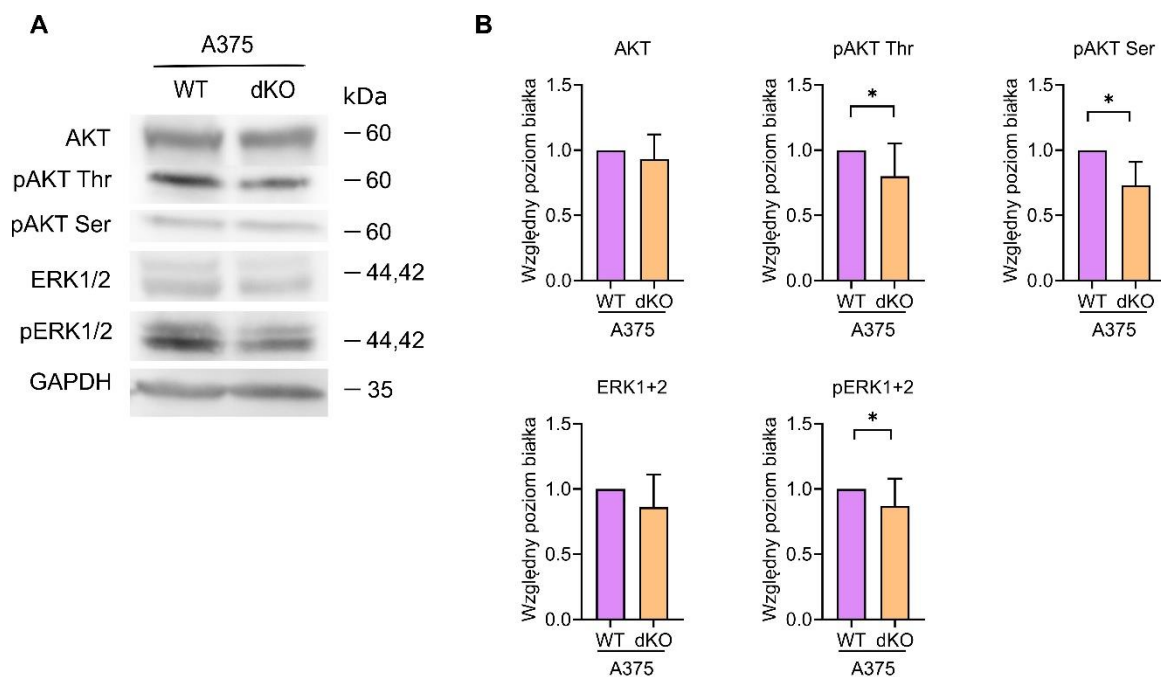 A
A375
WT dKO
kDa
AKT
– 60
pAKT Thr
– 60
pAKT Ser
– 60
ERK1/2
– 44,42
pERK1/2
– 44,42
GAPDH
– 35
B
AKT
Względny poziom białka
1.5
1.0
0.5
0.0
WT dKO
A375
pAKT Thr
Względny poziom białka
1.5
1.0
0.5
0.0
*
WT dKO
A375
pAKT Ser
Względny poziom białka
1.5
1.0
0.5
0.0
*
WT dKO
A375
ERK1+2
Względny poziom białka
1.5
1.0
0.5
0.0
WT dKO
A375
pERK1+2
Względny poziom białka
1.5
1.0
0.5
0.0
*
WT dKO
A375